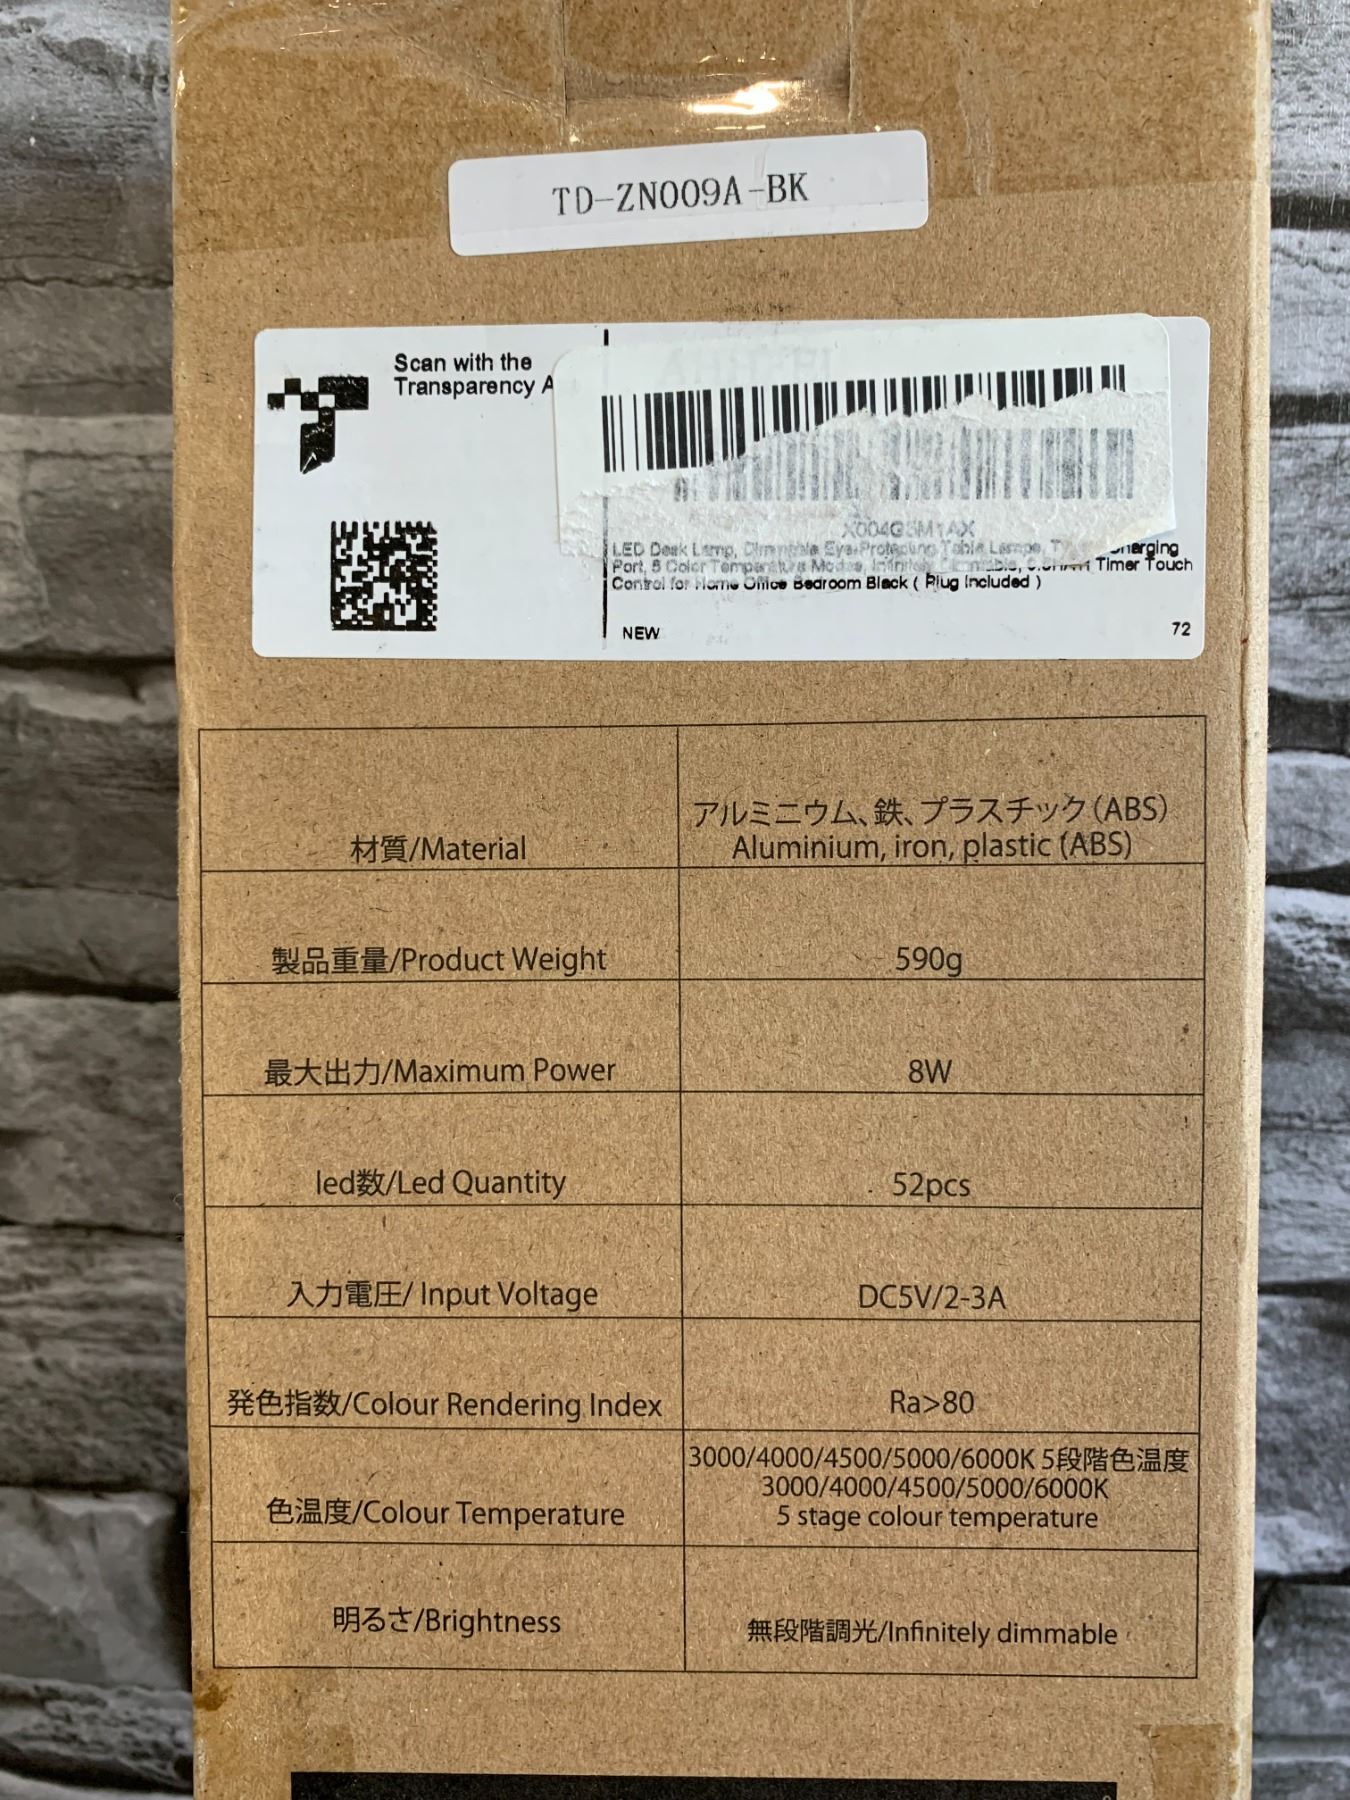 TD-ZN009A-BK
Scan with the
Transparency A
X004G5M1AX
LED Desk Lamp, Dimmable Eye-Protecting Table Lamps, Charging
Port, 5 Color Temperature Modes, Infinitely Dimmable, Timer Touch
Control for Home Office Bedroom Black ( Plug Included )
NEW
72
材質/Material
アルミニウム、鉄、プラスチック(ABS)
Aluminium, iron, plastic (ABS)
製品重量/Product Weight
590g
最大出力/Maximum Power
8W
led数/Led Quantity
52pcs
入力電圧/ Input Voltage
DC5V/2-3A
発色指数/Colour Rendering Index
Ra>80
色温度/Colour Temperature
3000/4000/4500/5000/6000K 5段階色温度
3000/4000/4500/5000/6000K
5 stage colour temperature
明るさ/Brightness
無段階調光/Infinitely dimmable